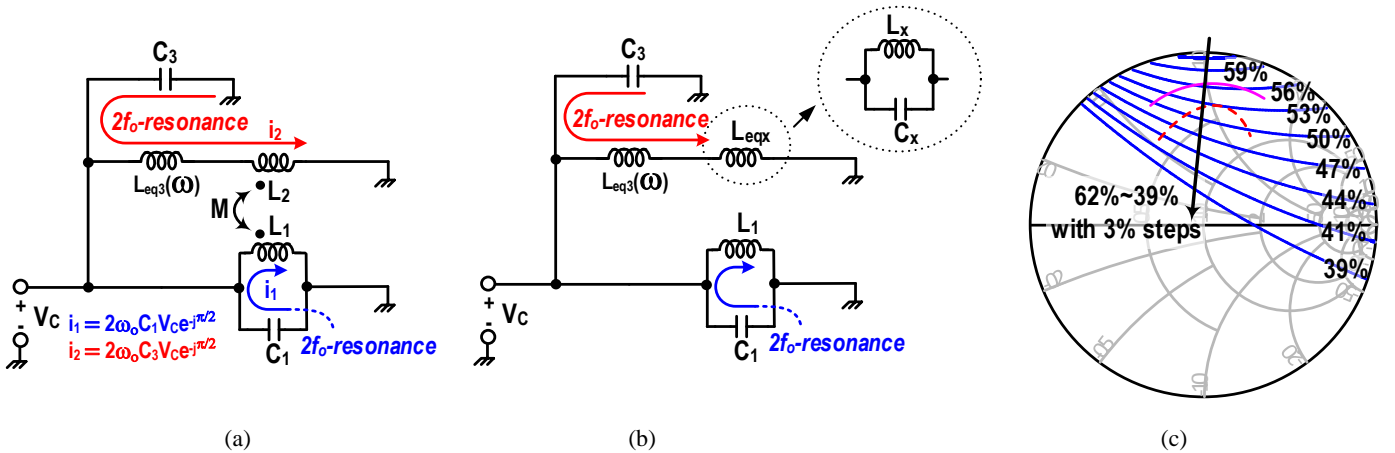 C3
2fo-resonance
i2
Leq3(ω)
L2
M
L1
i1
+
VC
-
i1 = 2ωoC1VCe-jπ/2
i2 = 2ωoC3VCe-jπ/2
C1
2fo-resonance
(a)
C3
2fo-resonance
Leqx
Leq3(ω)
Lx
Cx
L1
+
VC
-
C1
2fo-resonance
(b)
59%
56%
53%
50%
47%
44%
41%
39%
62%~39%
with 3% steps
(c)